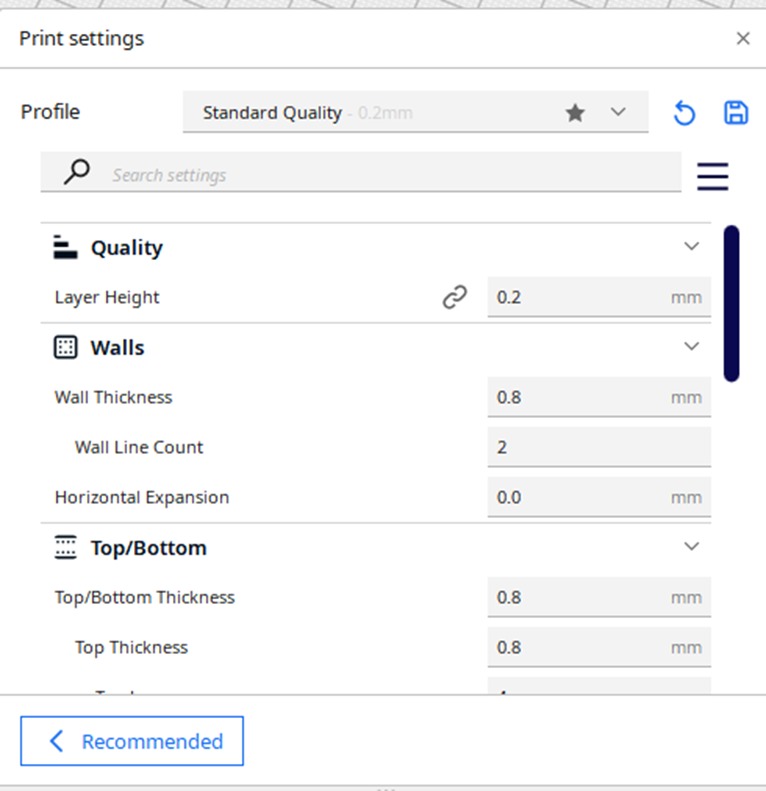 Print settings
Profile
Standard Quality - 0.2mm
Search settings
Quality
Layer Height 0.2 mm
Walls
Wall Thickness 0.8 mm
Wall Line Count 2
Horizontal Expansion 0.0 mm
Top/Bottom
Top/Bottom Thickness 0.8 mm
Top Thickness 0.8 mm
Recommended